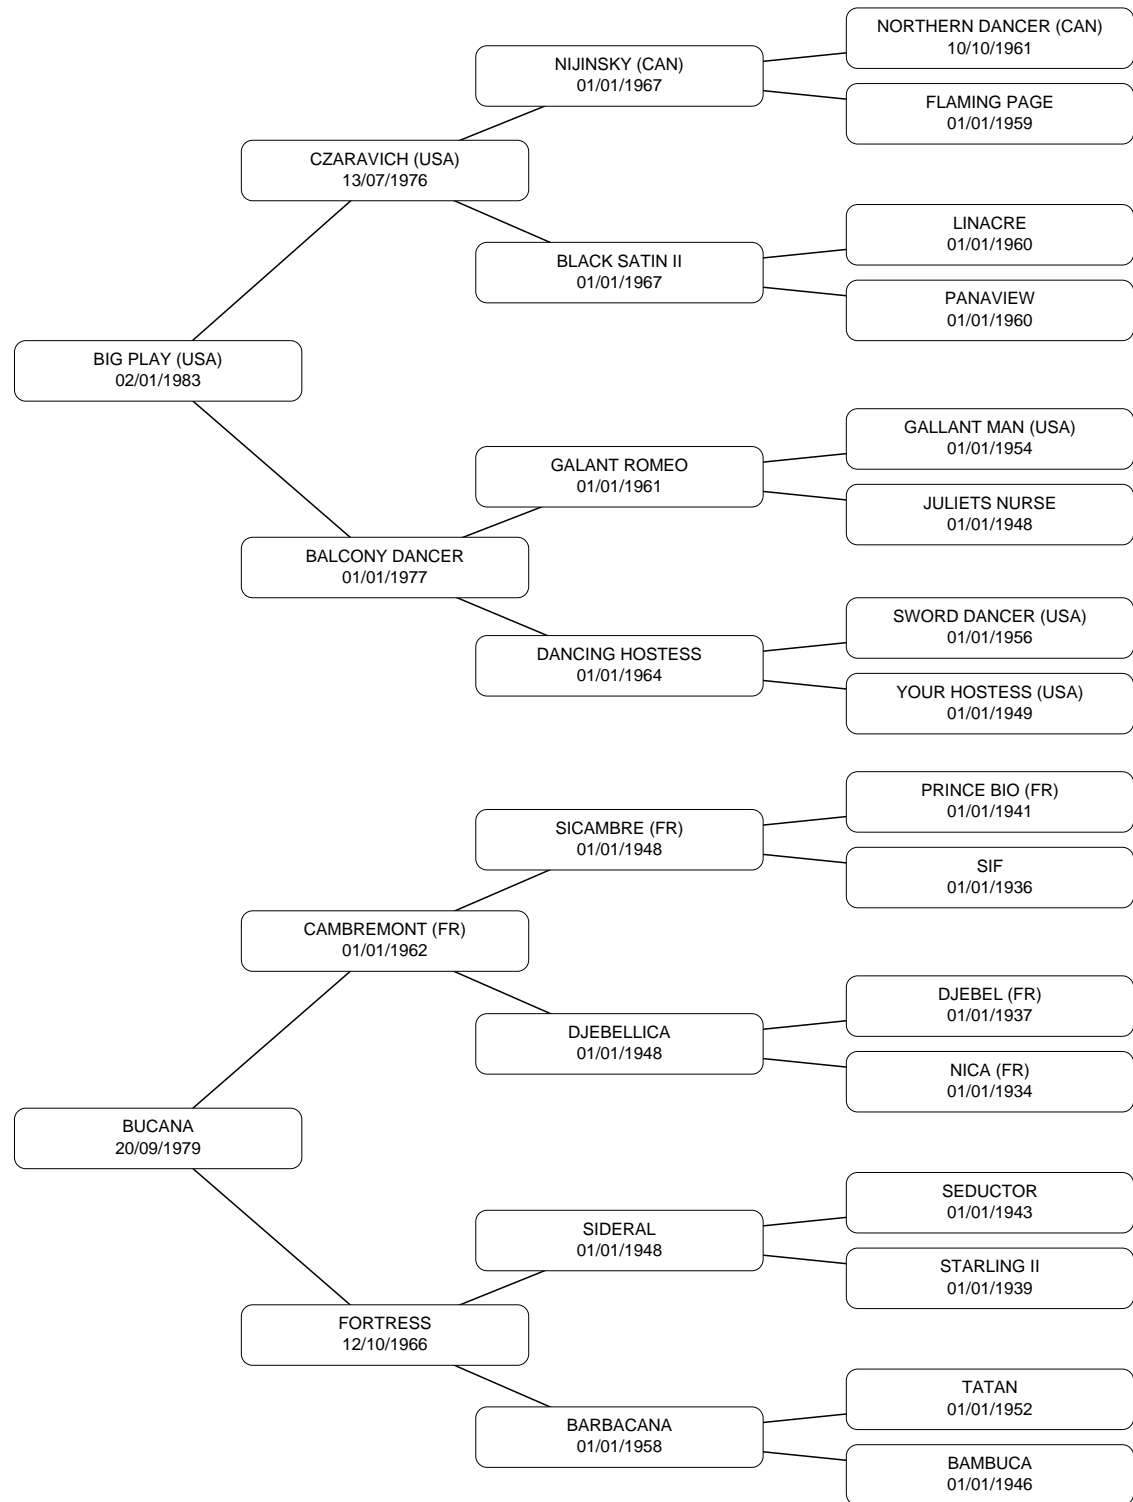 NORTHERN DANCER (CAN)
10/10/1961
NIJINSKY (CAN)
01/01/1967
FLAMING PAGE
01/01/1959
CZARAVICH (USA)
13/07/1976
LINACRE
01/01/1960
BLACK SATIN II
01/01/1967
PANAVIEW
01/01/1960
BIG PLAY (USA)
02/01/1983
GALLANT MAN (USA)
01/01/1954
GALANT ROMEO
01/01/1961
JULIETS NURSE
01/01/1948
BALCONY DANCER
01/01/1977
SWORD DANCER (USA)
01/01/1956
DANCING HOSTESS
01/01/1964
YOUR HOSTESS (USA)
01/01/1949
PRINCE BIO (FR)
01/01/1941
SICAMBRE (FR)
01/01/1948
SIF
01/01/1936
CAMBREMONT (FR)
01/01/1962
DJEBEL (FR)
01/01/1937
DJEBELLICA
01/01/1948
NICA (FR)
01/01/1934
BUCANA
20/09/1979
SEDUCTOR
01/01/1943
SIDERAL
01/01/1948
STARLING II
01/01/1939
FORTRESS
12/10/1966
TATAN
01/01/1952
BARBACANA
01/01/1958
BAMBUCA
01/01/1946